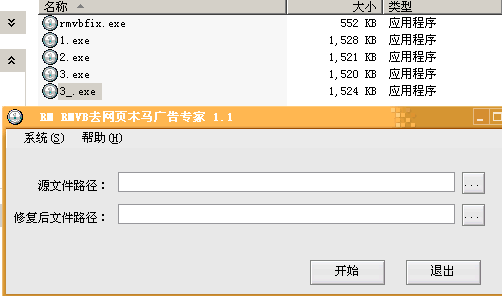 名称 大小 类型
rmvbfix.exe 552 KB 应用程序
1.exe 1,528 KB 应用程序
2.exe 1,521 KB 应用程序
3.exe 1,520 KB 应用程序
3_.exe 1,524 KB 应用程序
RM RMVB去网页木马广告专家 1.1
系统(S) 帮助(H)
源文件路径： ...
修复后文件路径： ...
开始 退出